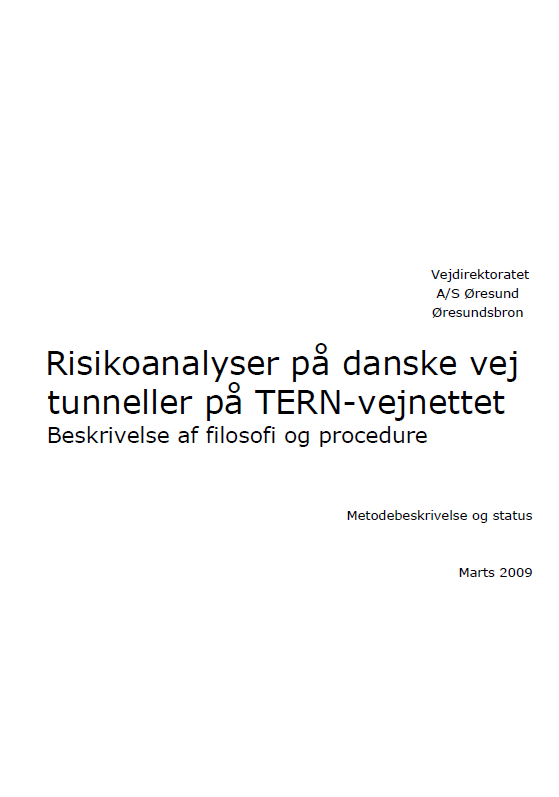 Vejdirektoratet
A/S Øresund
Øresundsbron
Risikoanalyser på danske vej
tunneller på TERN-vejnettet
Beskrivelse af filosofi og procedure
Metodebeskrivelse og status
Marts 2009